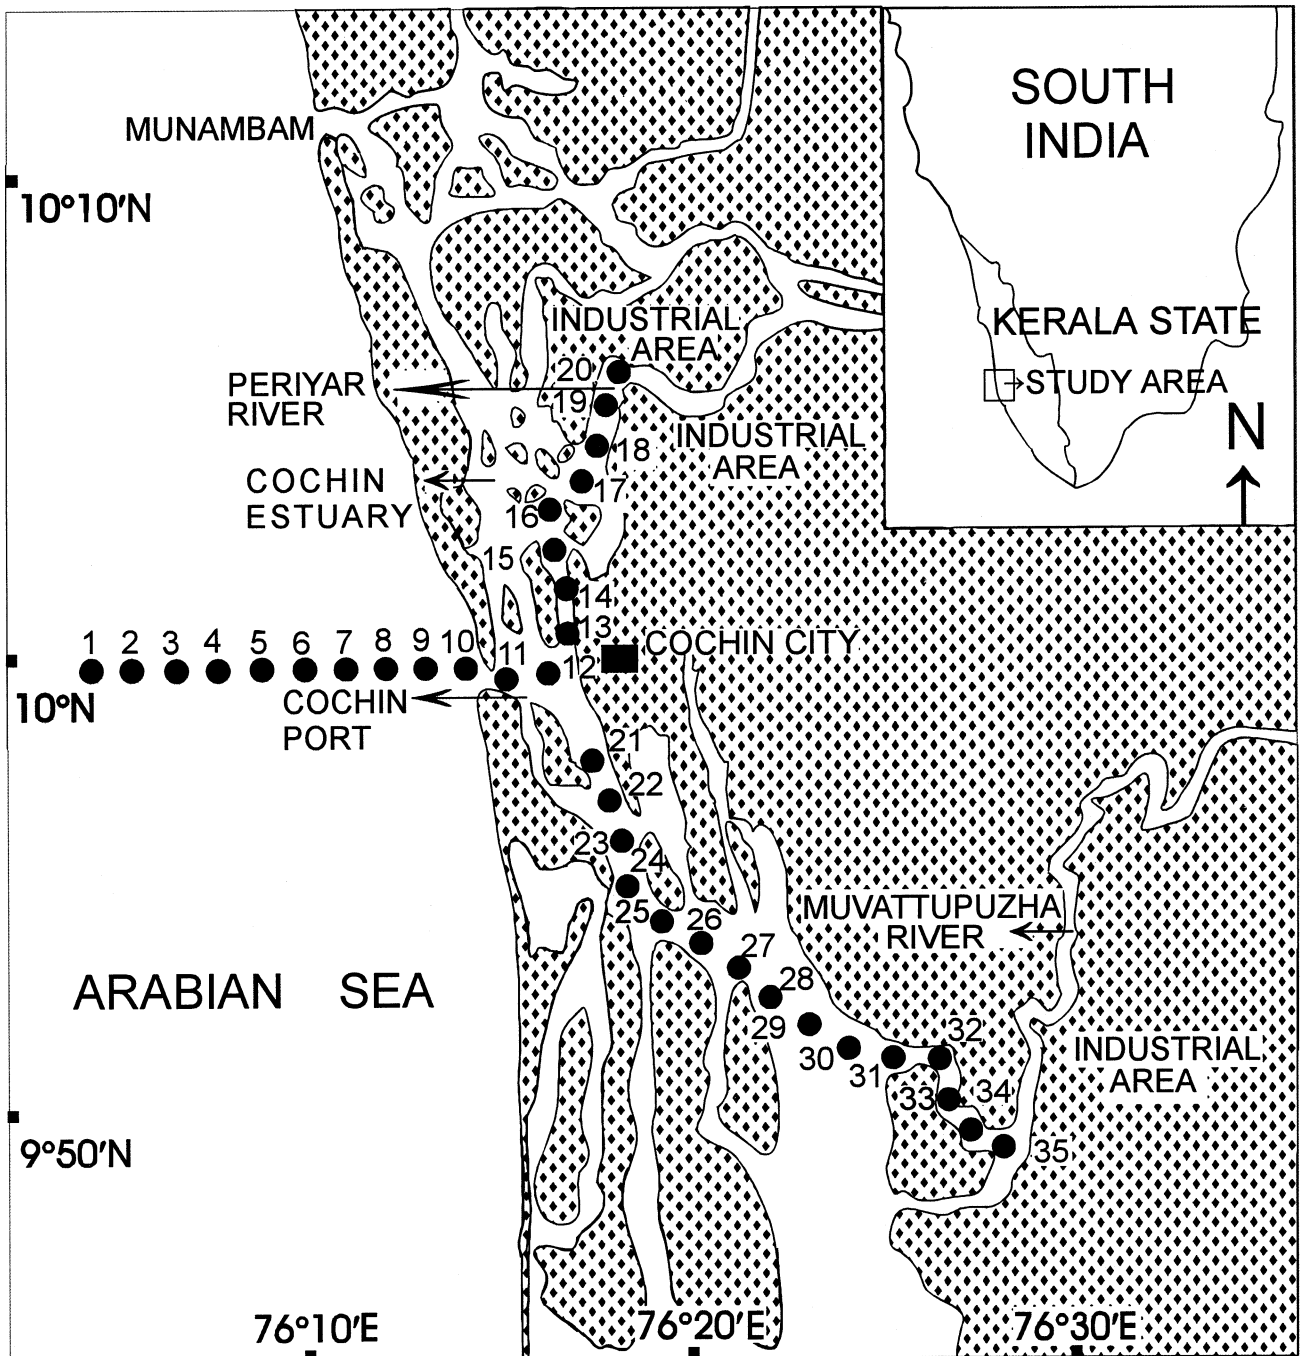 SOUTH
INDIA
MUNAMBAM
10°10'N
INDUSTRIAL
AREA
KERALA STATE
STUDY AREA
N
20
PERIYAR
RIVER
19
18
INDUSTRIAL
AREA
17
COCHIN
ESTUARY
16
15
14
13
COCHIN CITY
1 2 3 4 5 6 7 8 9 10
11
12
10°N
COCHIN
PORT
21
22
23
24
25
26
27
28
29
30
31
32
33
34
35
MUVATTUPUZHA
RIVER
ARABIAN SEA
INDUSTRIAL
AREA
9°50'N
76°10'E
76°20'E
76°30'E